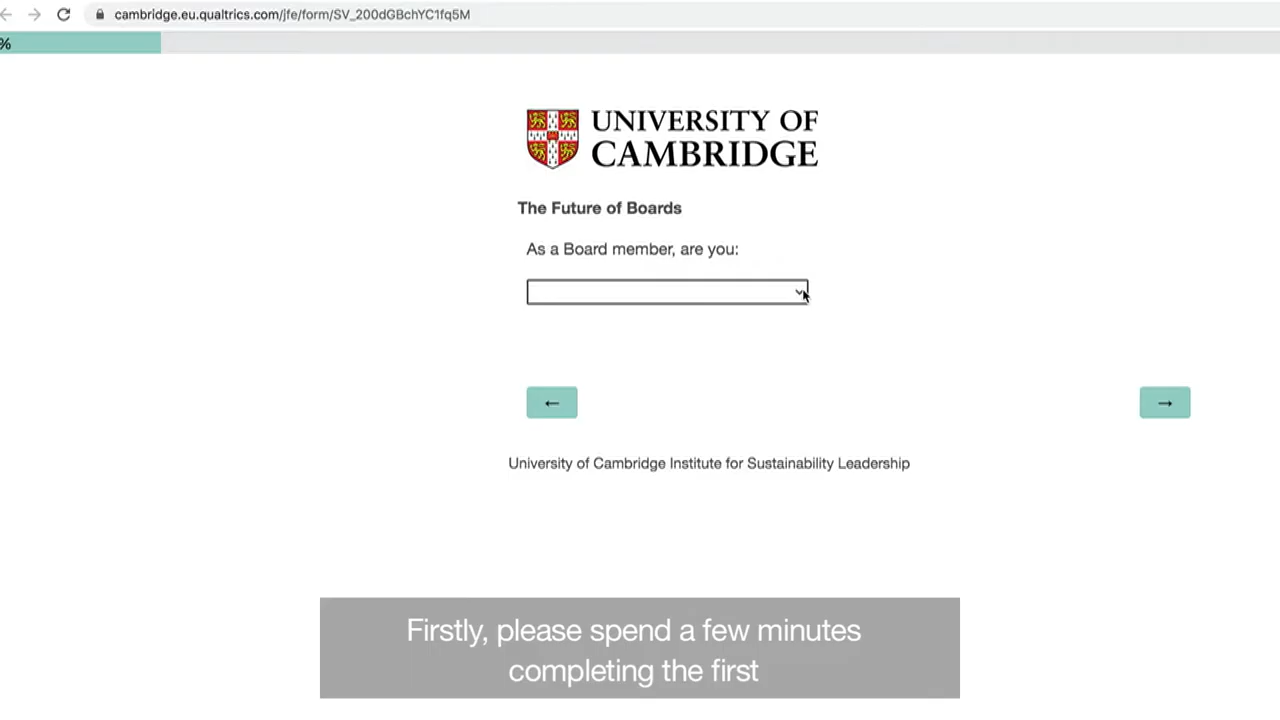 cambridge.eu.qualtrics.com/jfe/form/SV_200dGBchYC1fq5M
%
UNIVERSITY OF
CAMBRIDGE
The Future of Boards
As a Board member, are you:
←
→
University of Cambridge Institute for Sustainability Leadership
Firstly, please spend a few minutes
completing the first